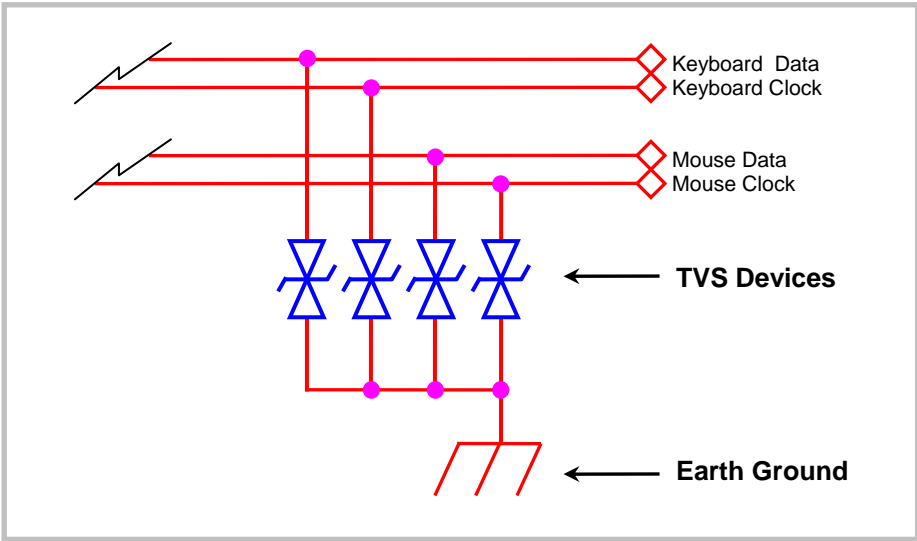 Keyboard Data
Keyboard Clock
Mouse Data
Mouse Clock
TVS Devices
Earth Ground